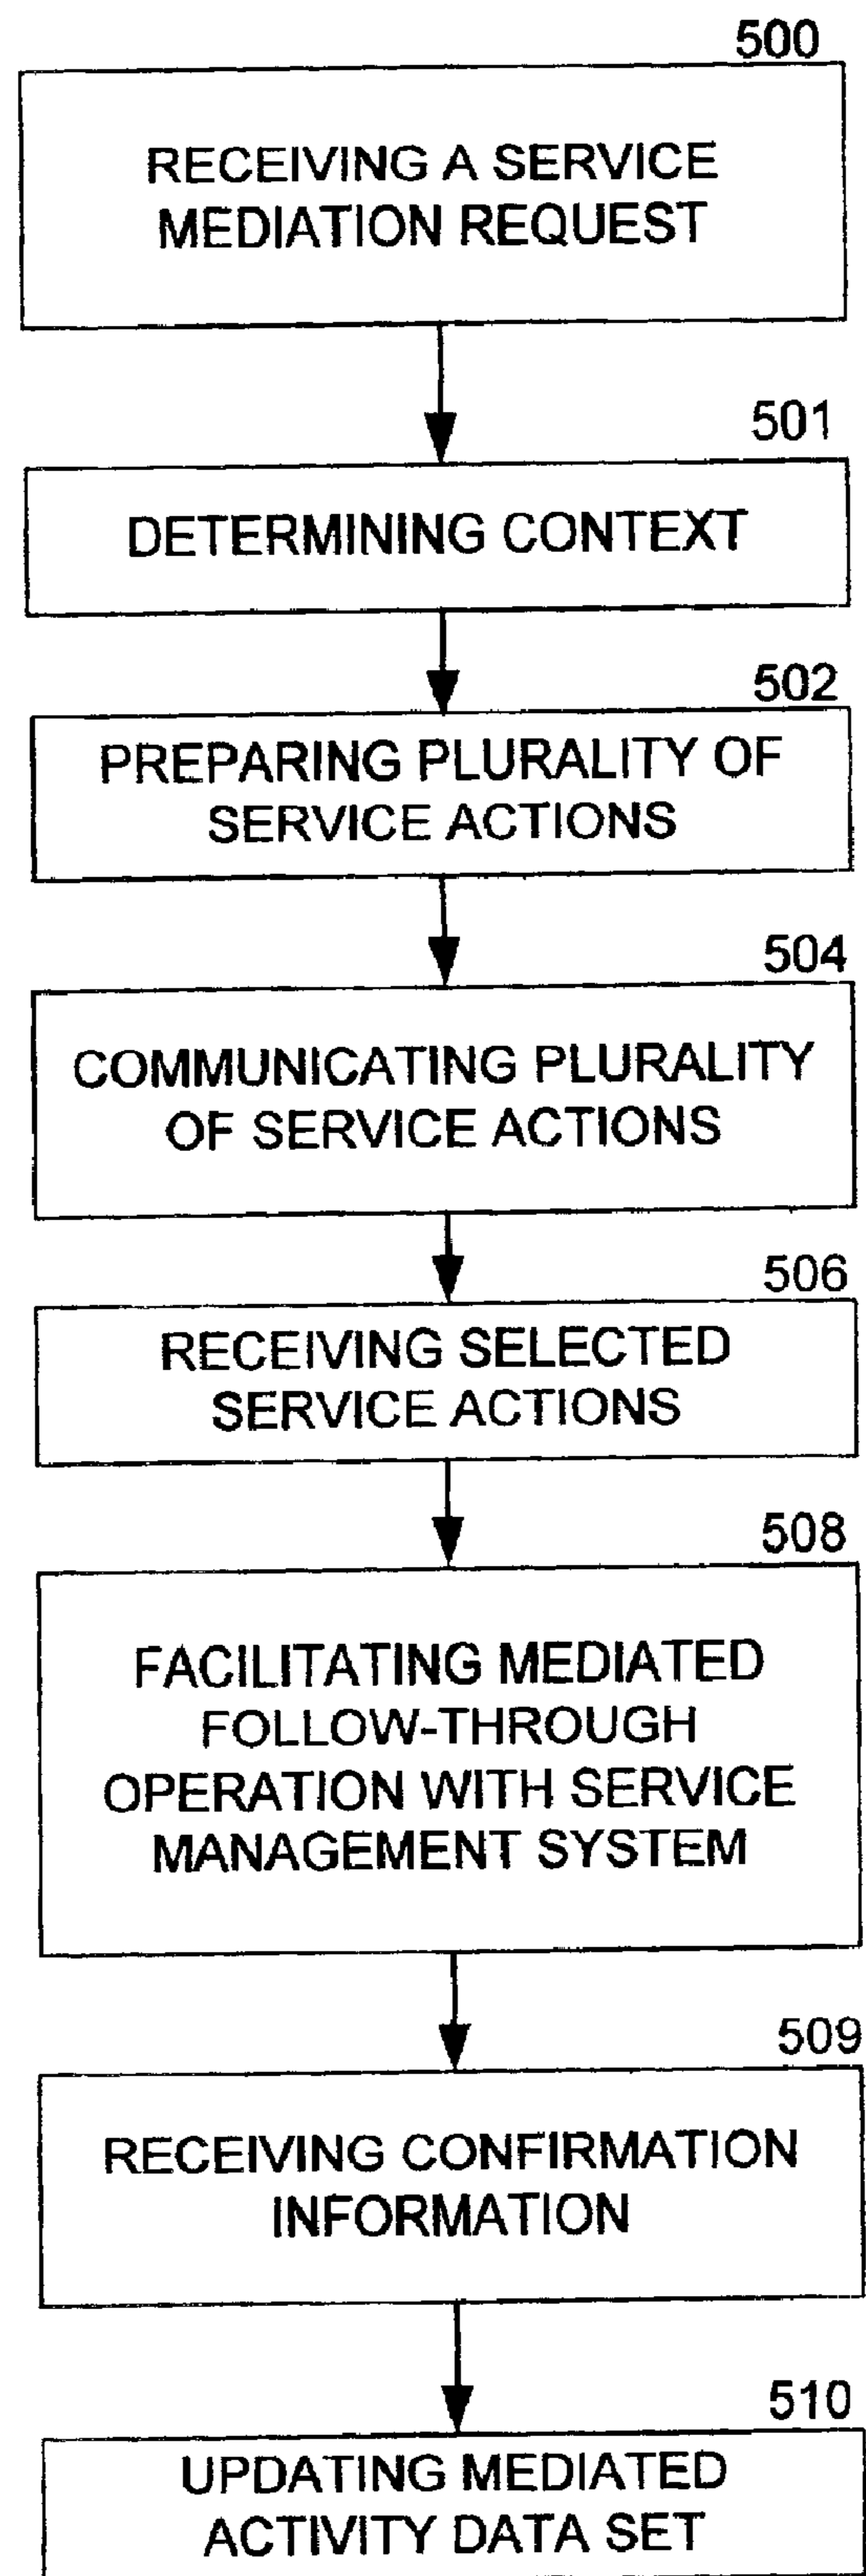 500
RECEIVING A SERVICE
MEDIATION REQUEST
501
DETERMINING CONTEXT
502
PREPARING PLURALITY OF
SERVICE ACTIONS
504
COMMUNICATING PLURALITY
OF SERVICE ACTIONS
506
RECEIVING SELECTED
SERVICE ACTIONS
508
FACILITATING MEDIATED
FOLLOW-THROUGH
OPERATION WITH SERVICE
MANAGEMENT SYSTEM
509
RECEIVING CONFIRMATION
INFORMATION
510
UPDATING MEDIATED
ACTIVITY DATA SET